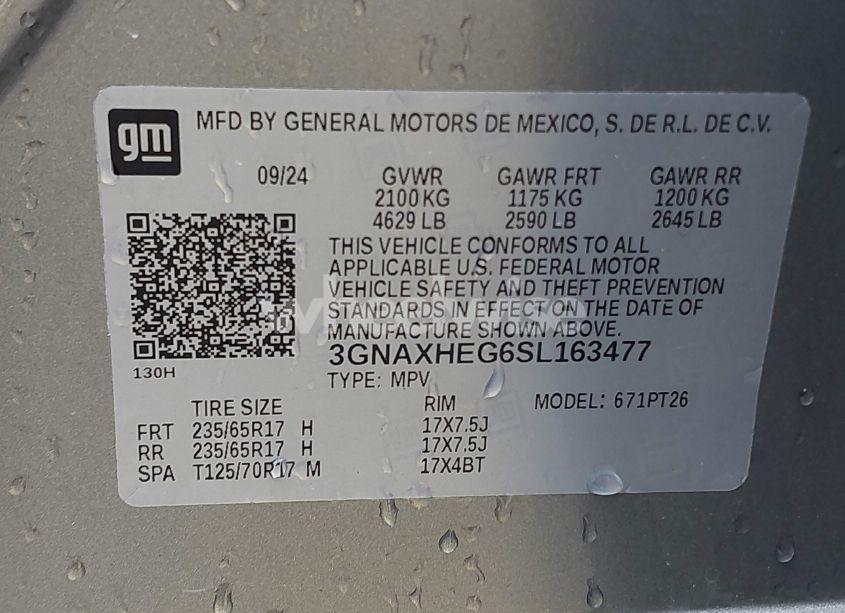 gm
MFD BY GENERAL MOTORS DE MEXICO, S. DE R.L. DE C.V.
09/24 GVWR GAWR FRT GAWR RR
2100 KG 1175 KG 1200 KG
4629 LB 2590 LB 2645 LB
THIS VEHICLE CONFORMS TO ALL
APPLICABLE U.S. FEDERAL MOTOR
VEHICLE SAFETY AND THEFT PREVENTION
STANDARDS IN EFFECT ON THE DATE OF
MANUFACTURE SHOWN ABOVE.
3GNAXHEG6SL163477
130H
TYPE: MPV
TIRE SIZE RIM MODEL: 671PT26
FRT 235/65R17 H 17X7.5J
RR 235/65R17 H 17X7.5J
SPA T125/70R17 M 17X4BT